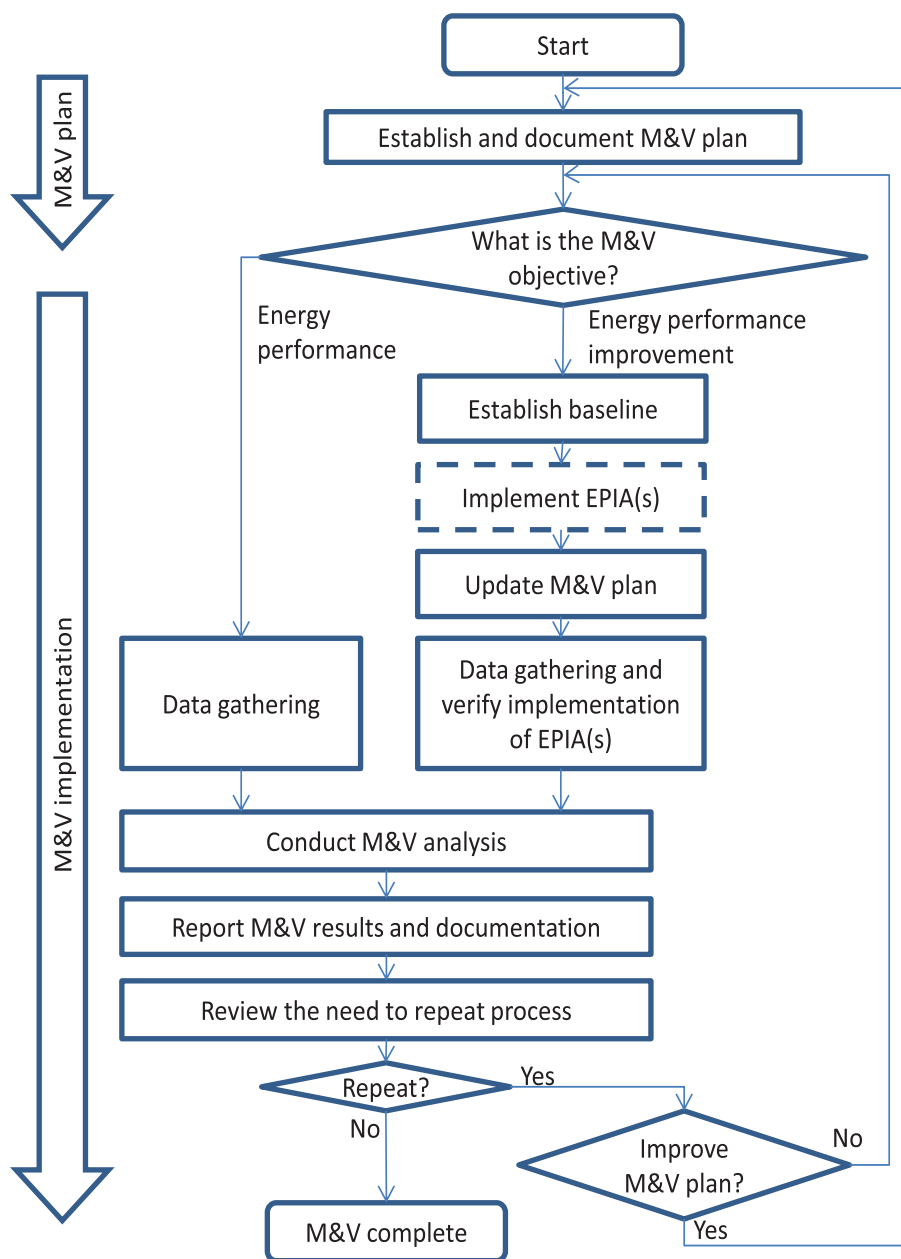 Start
M&V plan
Establish and document M&V plan
What is the M&V
objective?
Energy
performance
Energy performance
improvement
Establish baseline
Implement EPIA(s)
Update M&V plan
M&V implementation
Data gathering
Data gathering and
verify implementation
of EPIA(s)
Conduct M&V analysis
Report M&V results and documentation
Review the need to repeat process
Repeat?
Yes
No
Improve
M&V plan?
No
Yes
M&V complete